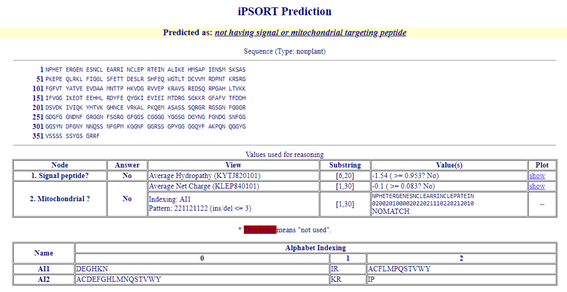 iPSORT Prediction
Predicted as: not having signal or mitochondrial targeting peptide
Sequence (Type: nonplant)
1 NPHET ERGEN ESNCL EARRI NCLEP RTEIN ALIKE HMSAP IENSM SKSAS
51 PKEPE QLRKL FIGGL SFETT DESLR SHFEQ WGTLT DCVVM RDPNT KRSRG
101 FGFVT YATVE EVDAA MNTTP HKVDG RVVEP KRAVS REDSQ RPGAH LTVKK
151 IFVGG IKEDT EEHHL RDYFE QYGKI EVIEI MTDRG SGKKR GFAFV TFDDH
201 DSVDK IVIQK YHTVK GHNCE VRKAL PKQEM ASASS SQRGR RGSGN FGGGR
251 GDGFG GNDNF GRGGN FSGRG GFGGS CGGGG YGGSG DGYNG FGNDG SNFGG
301 GGSYN DFGNY NNQSS NFGPM KGGNF GGRSS GPYGG GGQYF AKPQN QGGYG
351 VSSSS SSYGS GRRF
Values used for reasoning
Node Answer View Substring Value(s) Plot
1. Signal peptide? No Average Hydropathy (KYTJ820101) [6,20] -1.54 ( >= 0.953? No) show
2. Mitochondrial ? No Average Net Charge (KLEP840101) [1,30] -0.1 ( >= 0.083? No) show
Indexing: AI1
Pattern: 221121122 (ins/del <= 3) [1,30] NPHETERGENESNCLEARRINCLEPRTEIN
020020100002022021110220212010
NOMATCH --
* means "not used".
Name Alphabet Indexing
0 1 2
AI1 DEGHKN IR ACFLMPQSTVWY
AI2 ACDEFGHLMNQSTVWY KR IP